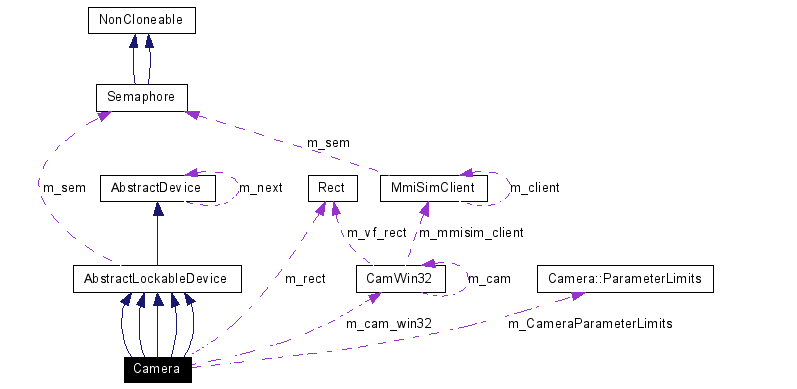 NonCloneable
Semaphore
m_sem
m_sem
AbstractDevice
m_next
Rect
MmiSimClient
m_client
m_vf_rect
m_mmisim_client
AbstractLockableDevice
m_rect
CamWin32
m_cam
Camera::ParameterLimits
m_cam_win32
m_CameraParameterLimits
Camera